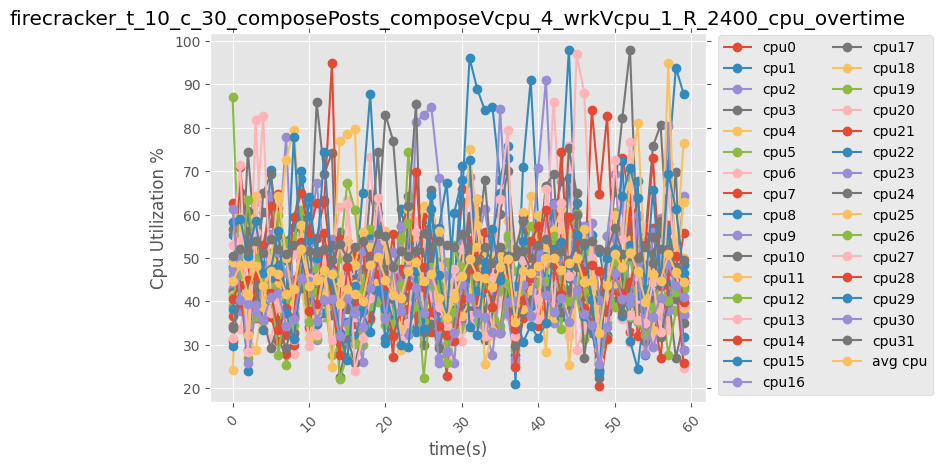 firecracker_t_10_c_30_composePosts_composeVcpu_4_wrkVcpu_1_R_2400_cpu_overtime
Cpu Utilization %
100
90
80
70
60
50
40
30
20
0
10
20
30
40
50
60
time(s)
cpu0
cpu1
cpu2
cpu3
cpu4
cpu5
cpu6
cpu7
cpu8
cpu9
cpu10
cpu11
cpu12
cpu13
cpu14
cpu15
cpu16
cpu17
cpu18
cpu19
cpu20
cpu21
cpu22
cpu23
cpu24
cpu25
cpu26
cpu27
cpu28
cpu29
cpu30
cpu31
avg cpu